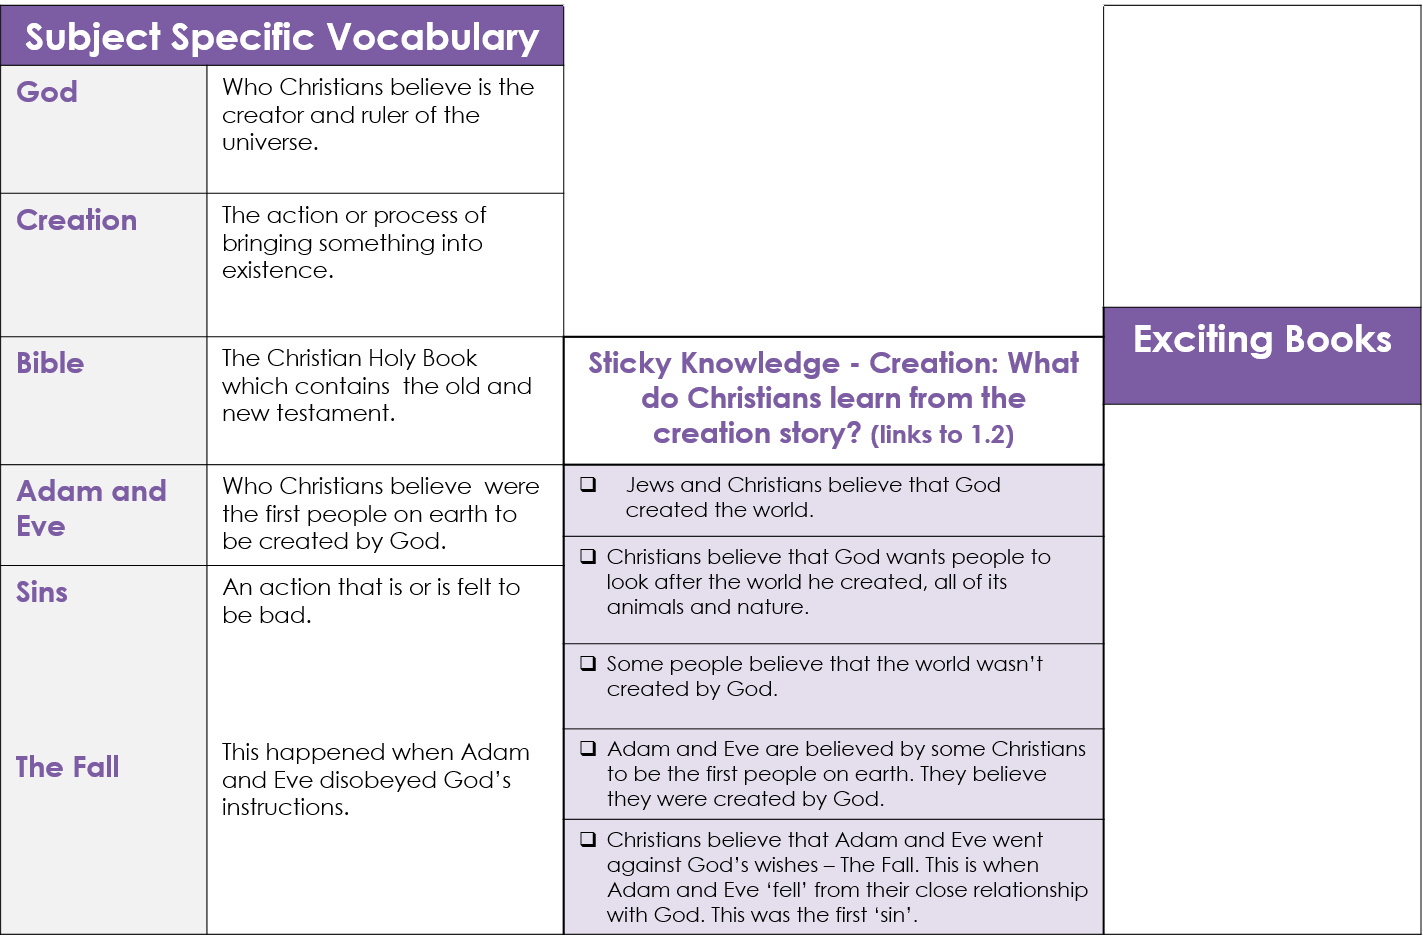 Subject Specific Vocabulary
God
Who Christians believe is the
creator and ruler of the
universe.
Creation
The action or process of
bringing something into
existence.
Bible
The Christian Holy Book
which contains  the old and
new testament.
Adam and
Eve
Who Christians believe  were
the first people on earth to
be created by God.
Sins
An action that is or is felt to
be bad.
The Fall
This happened when Adam
and Eve disobeyed God’s
instructions.
Sticky Knowledge - Creation: What
do Christians learn from the
creation story? (links to 1.2)
❑ Jews and Christians believe that God
created the world.
❑ Christians believe that God wants people to
look after the world he created, all of its
animals and nature.
❑ Some people believe that the world wasn’t
created by God.
❑ Adam and Eve are believed by some Christians
to be the first people on earth. They believe
they were created by God.
❑ Christians believe that Adam and Eve went
against God’s wishes – The Fall. This is when
Adam and Eve ‘fell’ from their close relationship
with God. This was the first ‘sin’.
Exciting Books